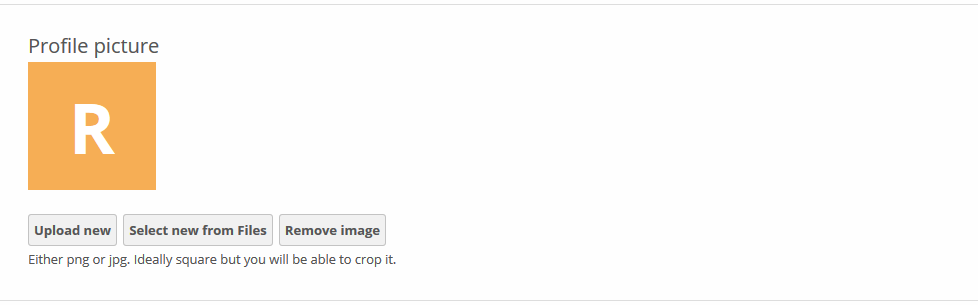 Profile picture
R
Upload new Select new from Files Remove image
Either png or jpg. Ideally square but you will be able to crop it.